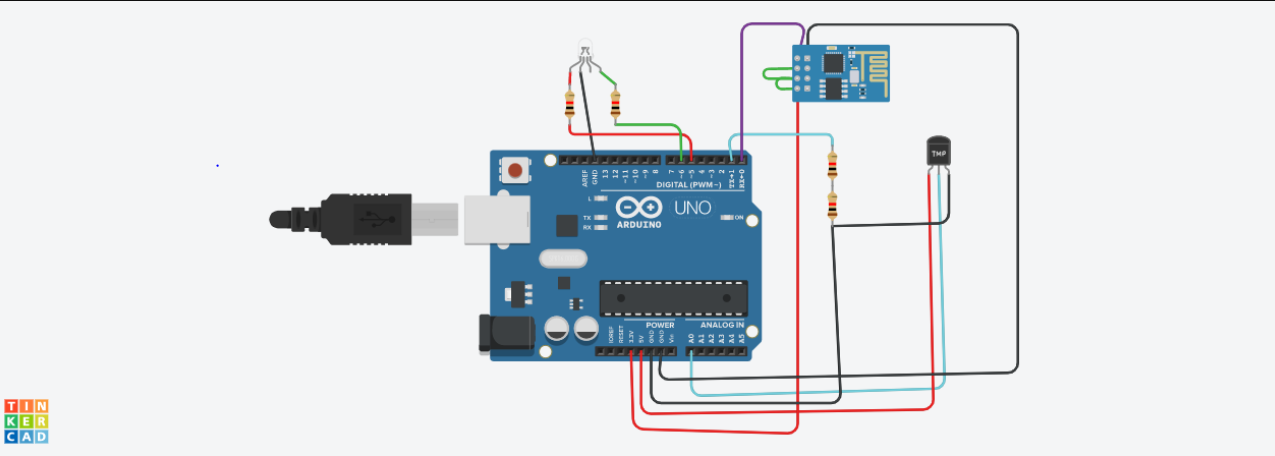 TMP
AREF
GND
13
12
~11
~10
~9
8
7
~6
~5
4
~3
2
TX→1
RX←0
DIGITAL (PWM~)
L
TX
RX
ARDUINO
UNO
ON
POWER
ANALOG IN
IOREF
RESET
3.3V
5V
GND
GND
Vin
A0
A1
A2
A3
A4
A5
TIN
KER
CAD